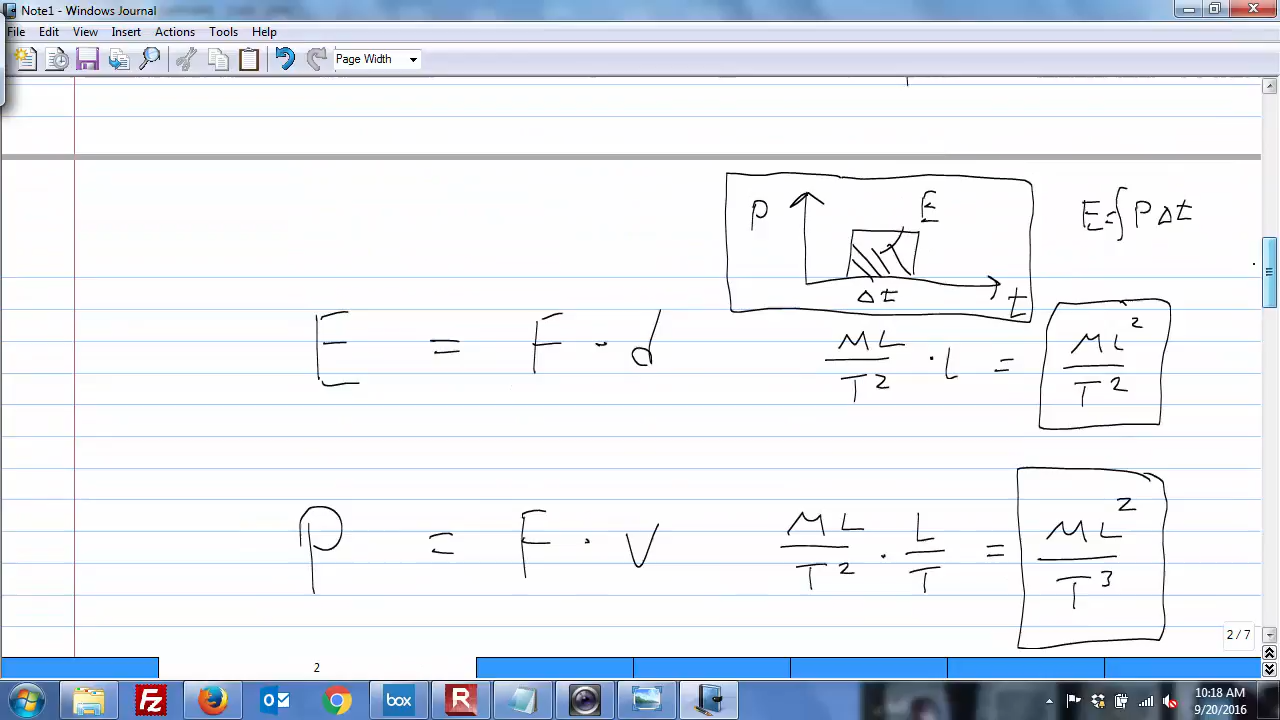 Note1 - Windows Journal
File Edit View Insert Actions Tools Help
Page Width
P
E
E=∫PΔt
Δt
t
E = F · d
ML/T² · L = ML²/T²
P = F · V
ML/T² · L/T = ML²/T³
2 / 7
2
box
10:18 AM
9/20/2016